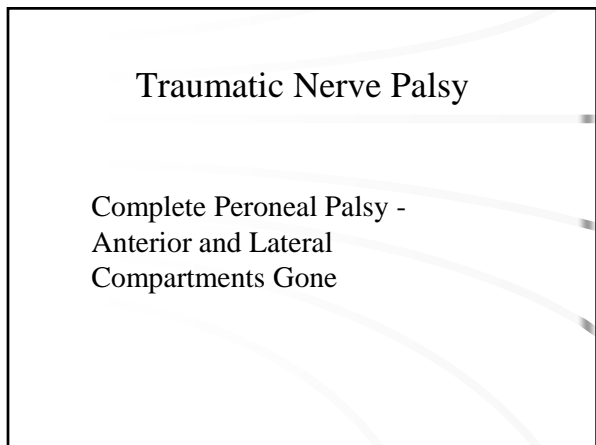 Traumatic Nerve Palsy
Complete Peroneal Palsy -
Anterior and Lateral
Compartments Gone